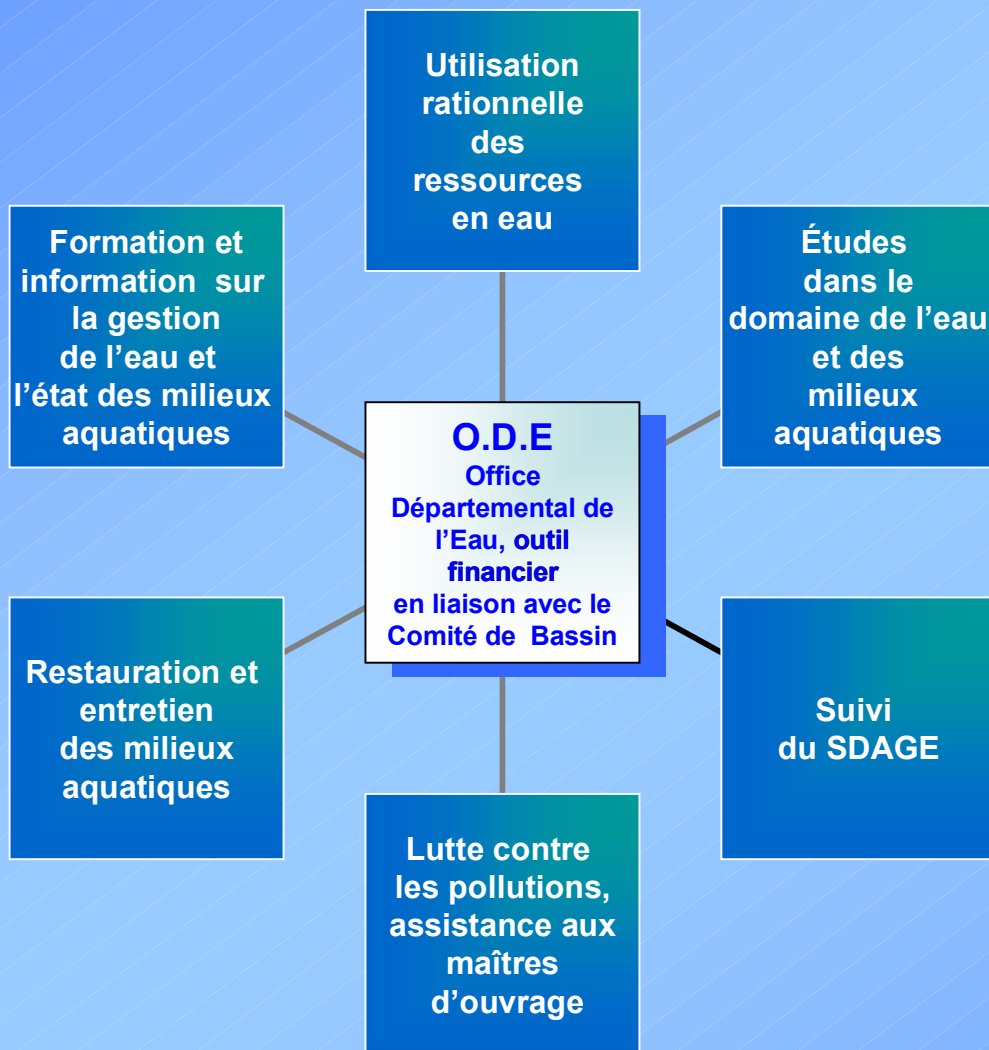 Utilisation
rationnelle
des
ressources
en eau
Formation et
information sur
la gestion
de l’eau et
l’état des milieux
aquatiques
Études
dans le
domaine de l’eau
et des
milieux
aquatiques
O.D.E
Office
Départemental de
l’Eau, outil
financier
en liaison avec le
Comité de Bassin
Restauration et
entretien
des milieux
aquatiques
Suivi
du SDAGE
Lutte contre
les pollutions,
assistance aux
maîtres
d’ouvrage